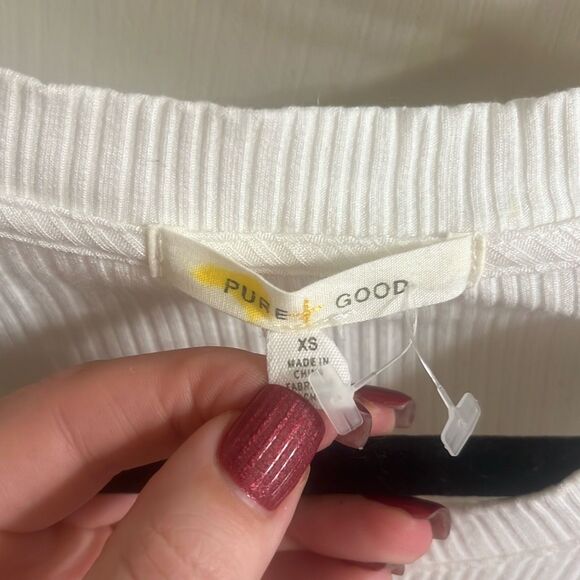 PURE + GOOD
XS
MADE IN
CHINA